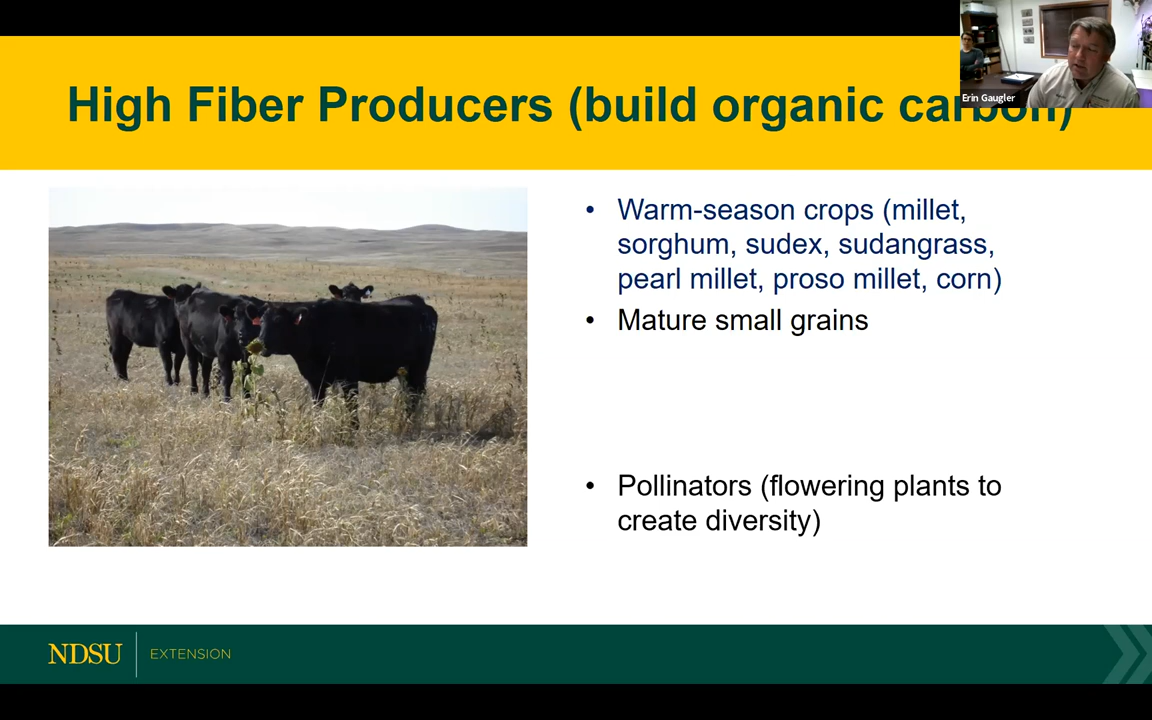 High Fiber Producers (build organic carbon)
Erin Gaugler
• Warm-season crops (millet,
sorghum, sudex, sudangrass,
pearl millet, proso millet, corn)
• Mature small grains
• Pollinators (flowering plants to
create diversity)
NDSU EXTENSION